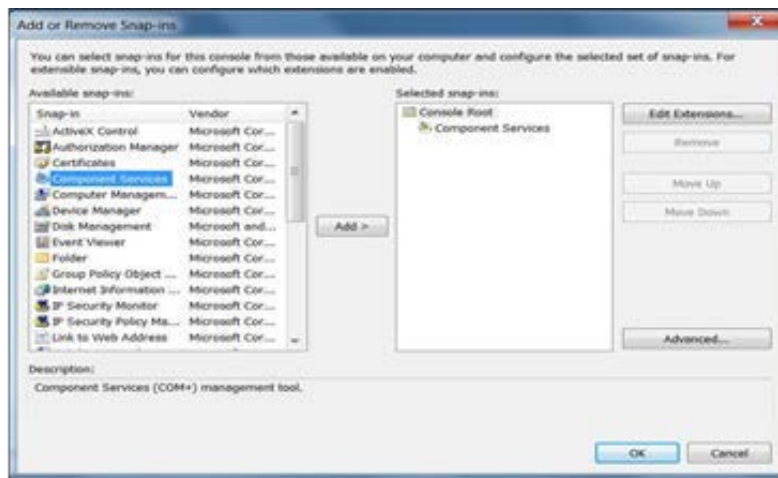 Add or Remove Snap-ins
You can select snap-ins for this console from those available on your computer and configure the selected set of snap-ins. For
extensible snap-ins, you can configure which extensions are enabled.
Available snap-ins:
Snap-in Vendor
ActiveX Control Microsoft Cor...
Authorization Manager Microsoft Cor...
Certificates Microsoft Cor...
Component Services Microsoft Cor...
Computer Managem... Microsoft Cor...
Device Manager Microsoft Cor...
Disk Management Microsoft and...
Event Viewer Microsoft Cor...
Folder Microsoft Cor...
Group Policy Object ... Microsoft Cor...
Internet Information ... Microsoft Cor...
IP Security Monitor Microsoft Cor...
IP Security Policy Ma... Microsoft Cor...
Link to Web Address Microsoft Cor...
Add >
Selected snap-ins:
Console Root
Component Services
Edit Extensions...
Remove
Move Up
Move Down
Advanced...
Description:
Component Services (COM+) management tool.
OK
Cancel